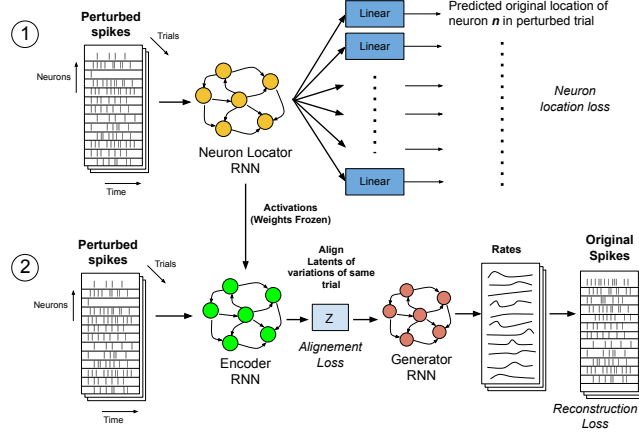 1
Perturbed
spikes
Trials
Neurons
Time
Neuron Locator
RNN
Linear
Linear
Linear
Predicted original location of
neuron n in perturbed trial
Neuron
location loss
Activations
(Weights Frozen)
2
Perturbed
spikes
Trials
Neurons
Time
Encoder
RNN
Align
Latents of
variations of same
trial
Z
Alignement
Loss
Generator
RNN
Rates
Original
Spikes
Reconstruction
Loss